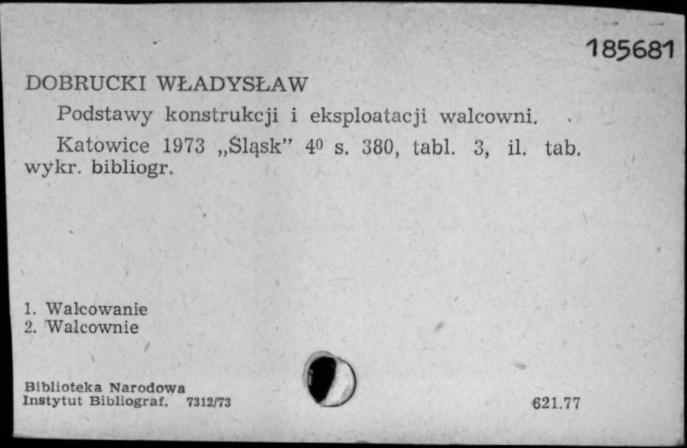 185681
DOBRUCKI WŁADYSŁAW
Podstawy konstrukcji i eksploatacji walcowni.
Katowice 1973 „Śląsk” 4⁰ s. 380, tabl. 3, il. tab.
wykr. bibliogr.
1. Walcowanie
2. Walcownie
Biblioteka Narodowa
Instytut Bibliograf. 7312/73
621.77